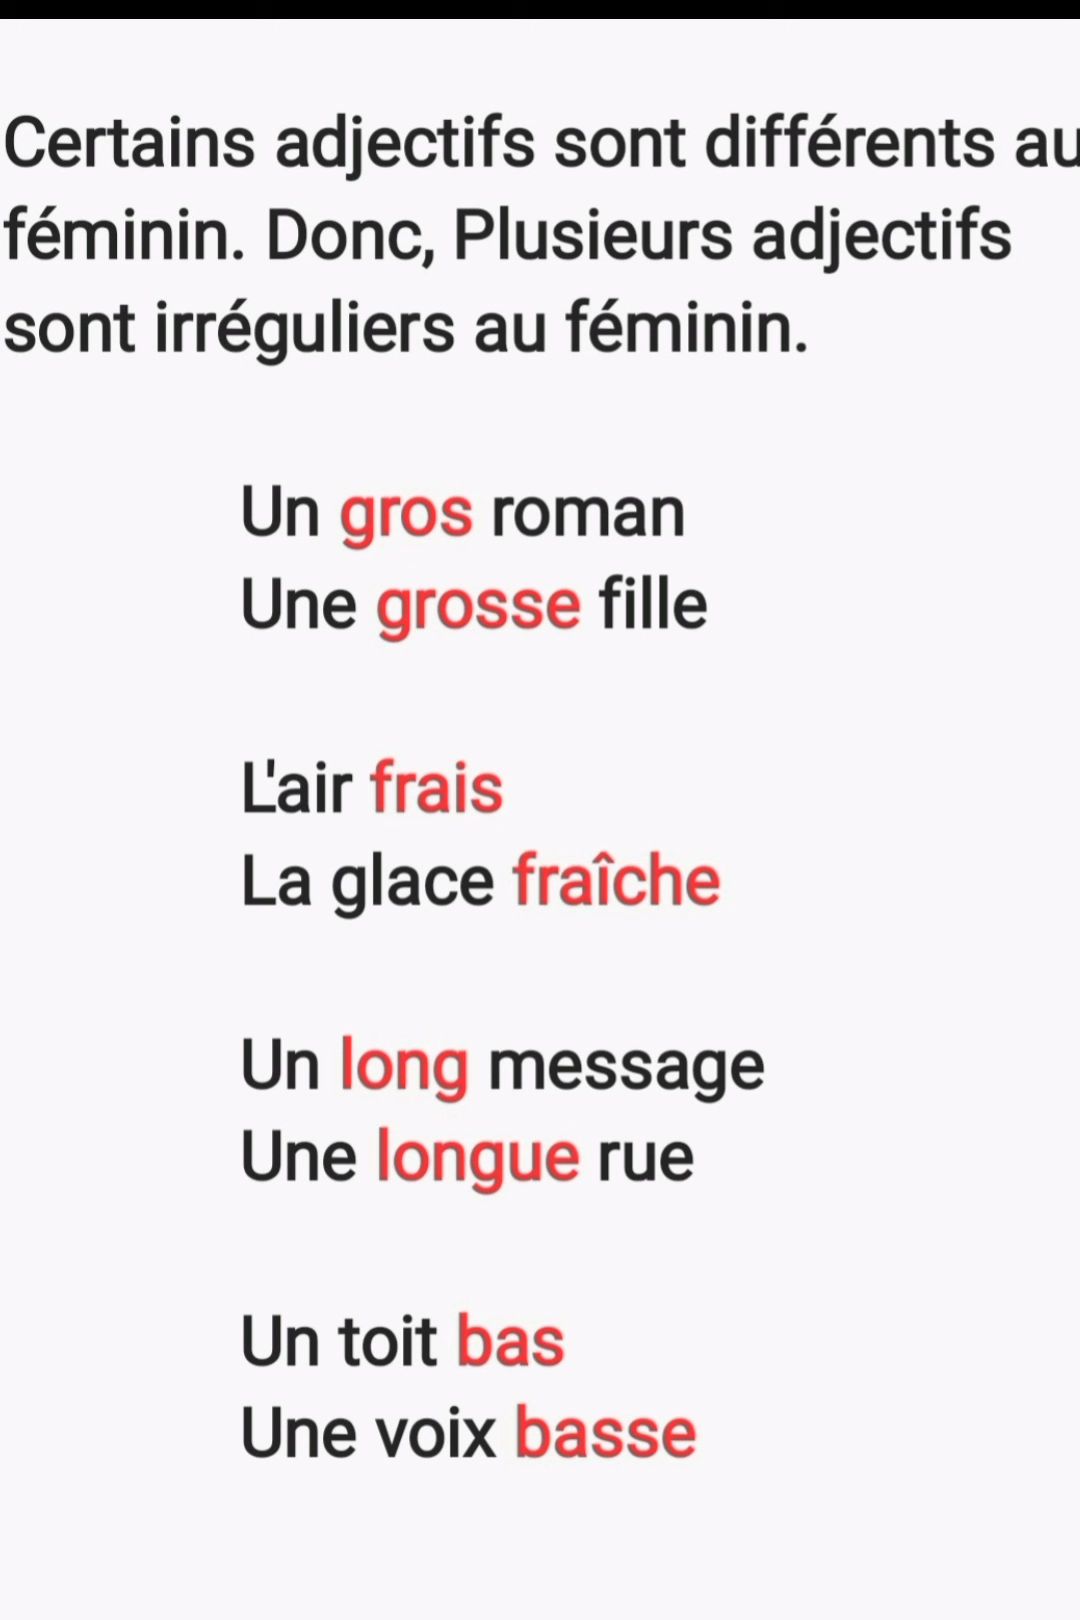 Certains adjectifs sont différents au
féminin. Donc, Plusieurs adjectifs
sont irréguliers au féminin.
Un gros roman
Une grosse fille
L'air frais
La glace fraîche
Un long message
Une longue rue
Un toit bas
Une voix basse